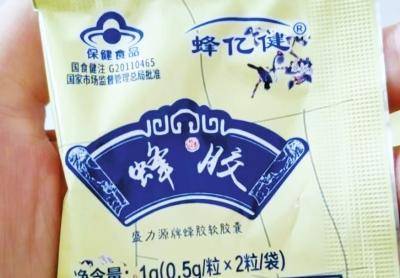 保健食品
国食健注 G20110465
国家市场监督管理总局批准
蜂亿健®
蜂胶
盛力源牌蜂胶软胶囊
净含量: 1g(0.5g/粒×2粒/袋)